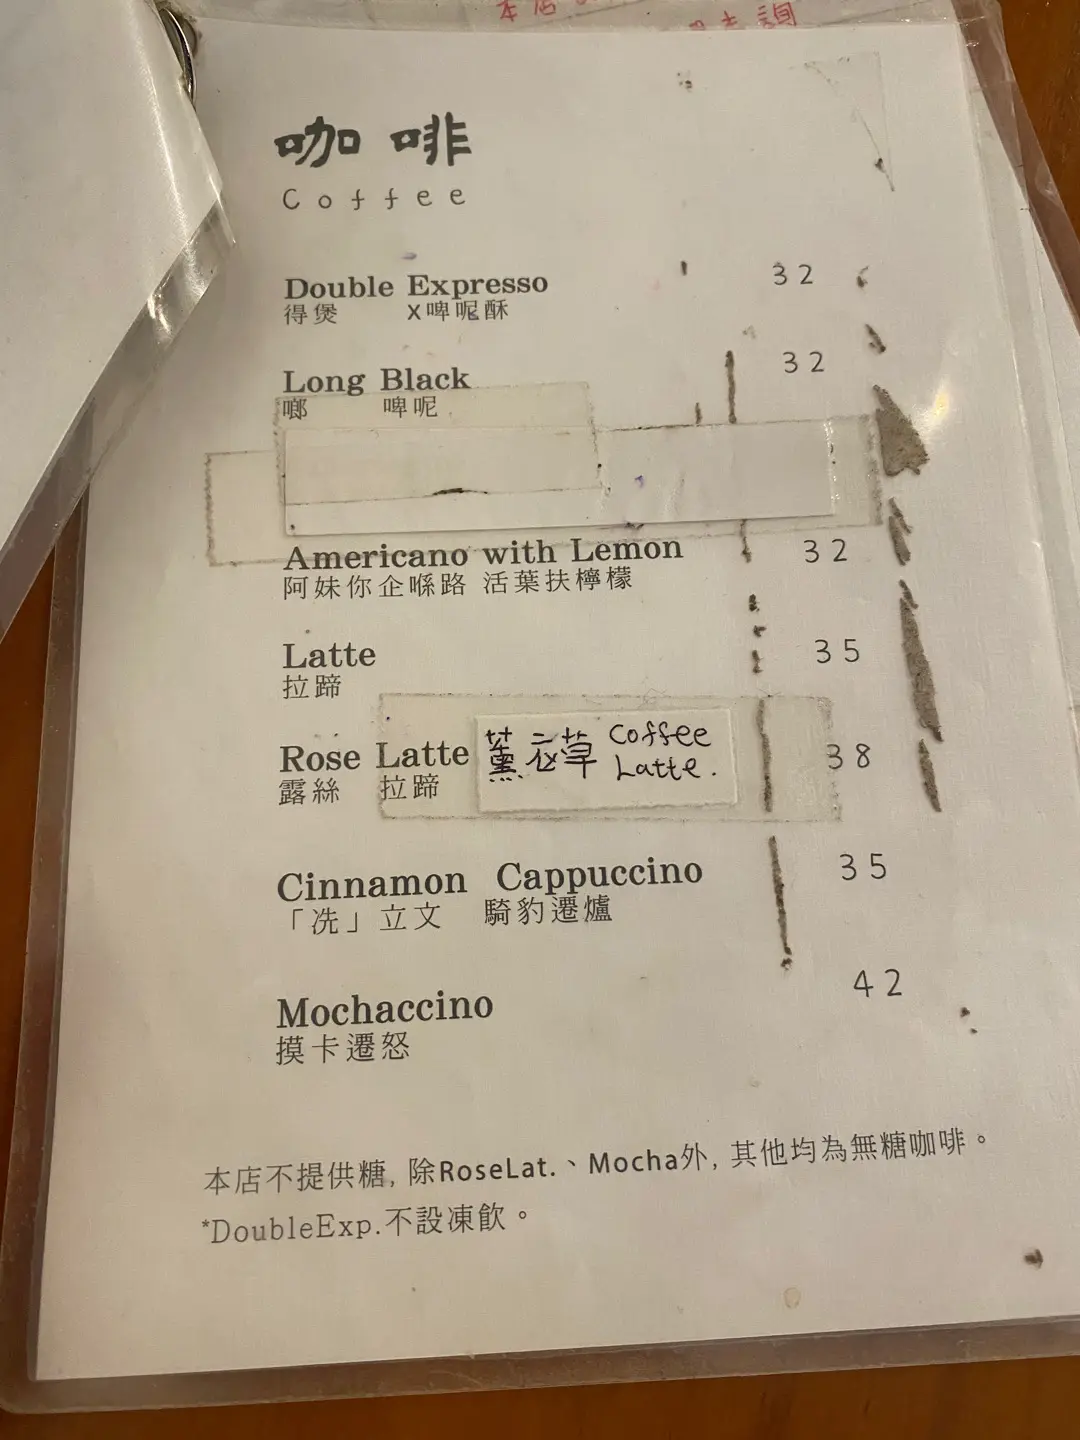 本店
咖啡
Coffee
Double Expresso 32
得煲 X啤呢酥
Long Black 32
啷 啤呢
Americano with Lemon 32
阿妹你企喺路 活葉扶檸檬
Latte 35
拉蹄
Rose Latte 薰衣草 Coffee Latte. 38
露絲 拉蹄
Cinnamon Cappuccino 35
「冼」立文 騎豹遷爐
Mochaccino 42
摸卡遷怒
本店不提供糖, 除RoseLat.、Mocha外, 其他均為無糖咖啡。
*DoubleExp.不設凍飲。